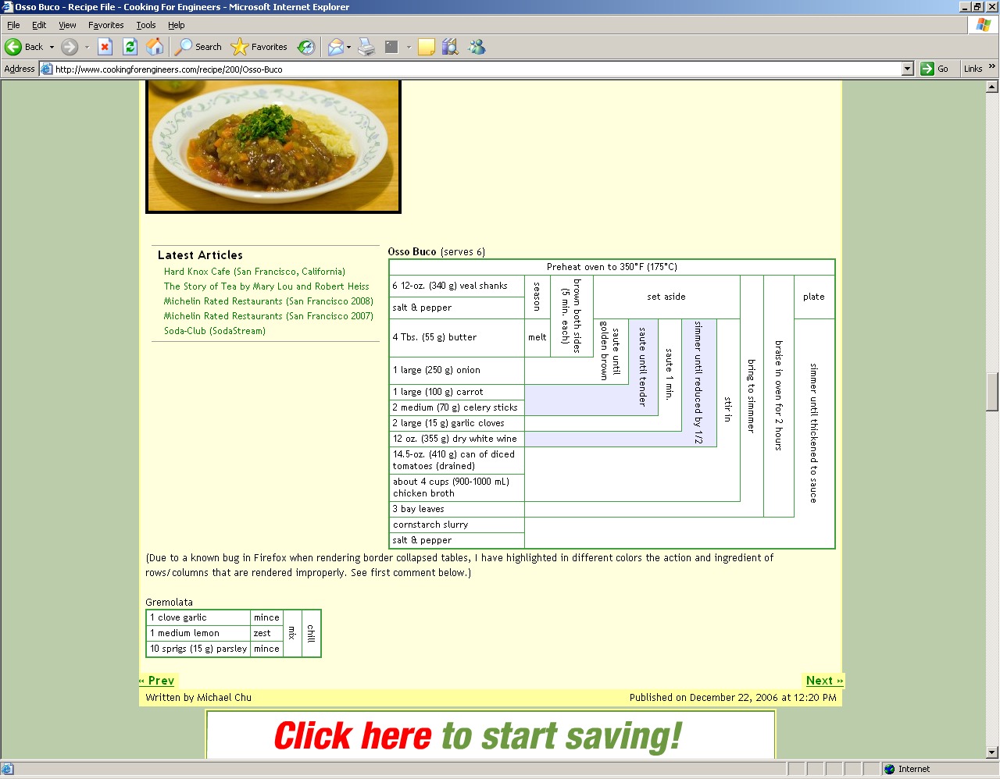 Osso Buco - Recipe File - Cooking For Engineers - Microsoft Internet Explorer
File Edit View Favorites Tools Help
Back Search Favorites
Address http://www.cookingforengineers.com/recipe/200/Osso-Buco Go Links »
Latest Articles
Hard Knox Cafe (San Francisco, California)
The Story of Tea by Mary Lou and Robert Heiss
Michelin Rated Restaurants (San Francisco 2008)
Michelin Rated Restaurants (San Francisco 2007)
Soda-Club (SodaStream)
Osso Buco (serves 6)
Preheat oven to 350°F (175°C)
6 12-oz. (340 g) veal shanks
salt & pepper
season
brown both sides
(5 min. each)
set aside
plate
4 Tbs. (55 g) butter
melt
1 large (250 g) onion
saute until
golden brown
1 large (100 g) carrot
2 medium (70 g) celery sticks
saute until tender
2 large (15 g) garlic cloves
saute 1 min.
12 oz. (355 g) dry white wine
simmer until reduced by 1/2
14.5-oz. (410 g) can of diced
tomatoes (drained)
about 4 cups (900-1000 mL)
chicken broth
stir in
3 bay leaves
bring to simmer
braise in oven for 2 hours
cornstarch slurry
salt & pepper
simmer until thickened to sauce
(Due to a known bug in Firefox when rendering border collapsed tables, I have highlighted in different colors the action and ingredient of
rows/columns that are rendered improperly. See first comment below.)
Gremolata
1 clove garlic mince
1 medium lemon zest
10 sprigs (15 g) parsley mince
mix
chill
« Prev Next »
Written by Michael Chu Published on December 22, 2006 at 12:20 PM
Click here to start saving!
Internet